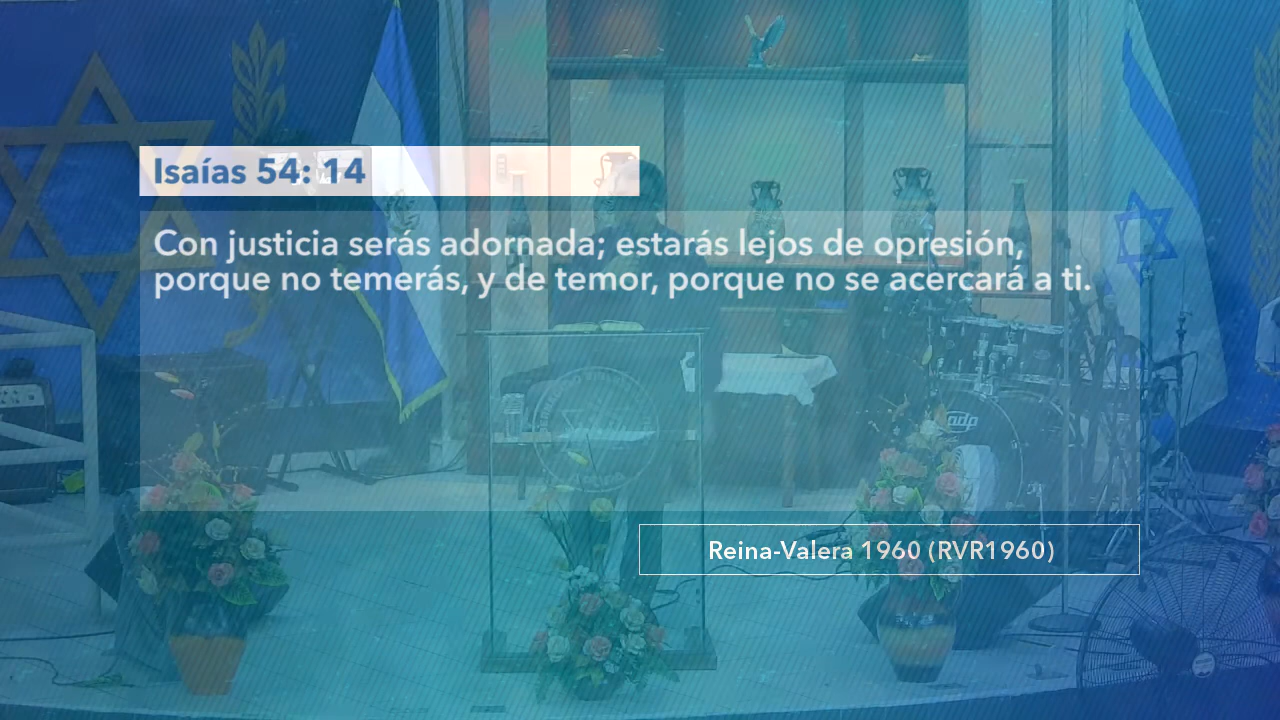 Isaías 54: 14
Con justicia serás adornada; estarás lejos de opresión,
porque no temerás, y de temor, porque no se acercará a ti.
adp
Reina-Valera 1960 (RVR1960)